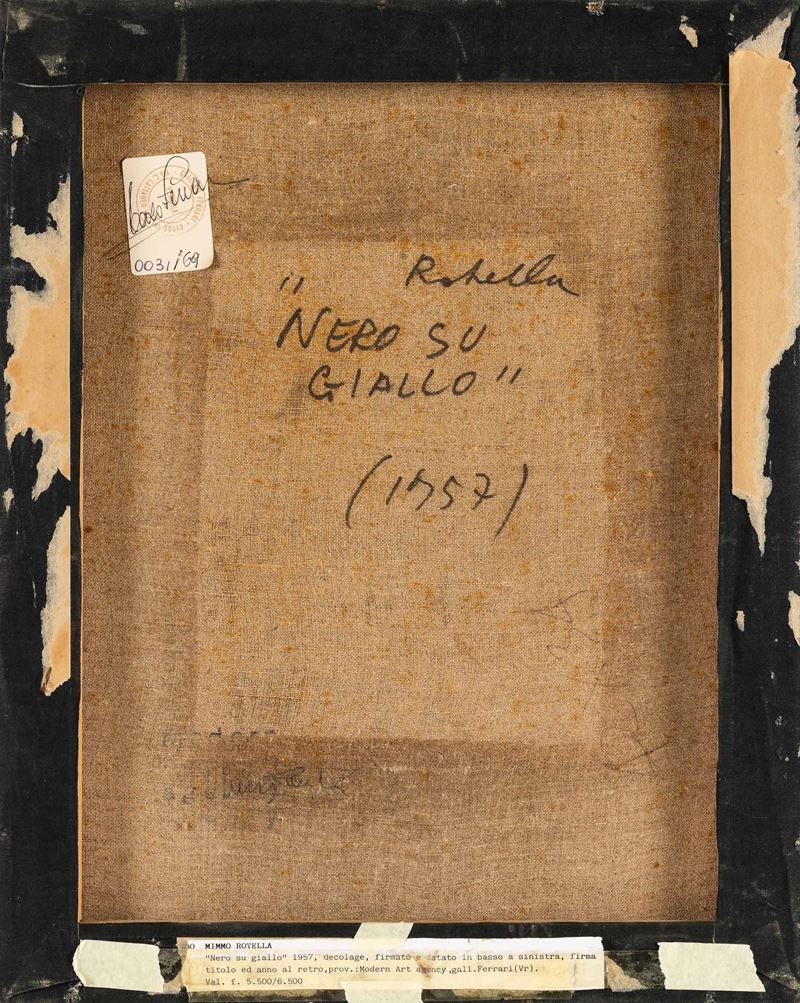 0031/69
" Rotella
NERO SU
GIALLO"
(1957)
80 MIMMO ROTELLA
"Nero su giallo" 1957, decolage, firmato e datato in basso a sinistra, firma
titolo ed anno al retro,prov.:Modern Art agency,gall.Ferrari(Vr).
Val. £. 5.500/6.500